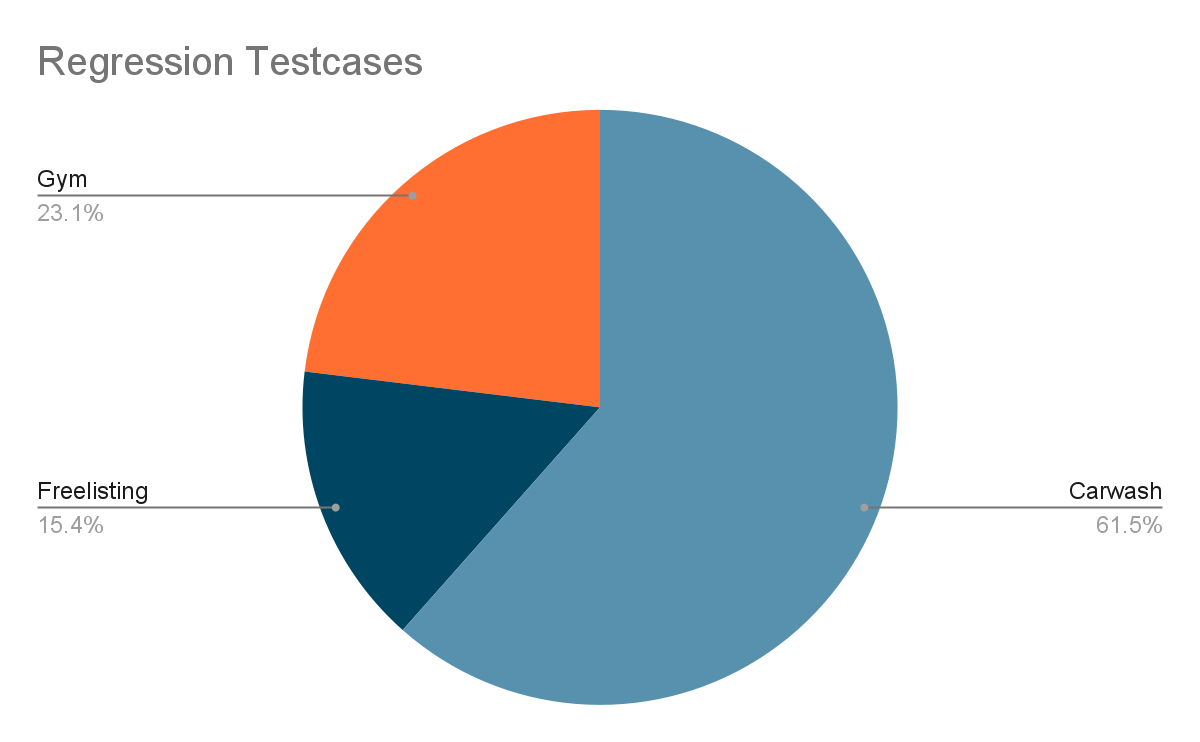 Regression Testcases
Gym
23.1%
Freelisting
15.4%
Carwash
61.5%